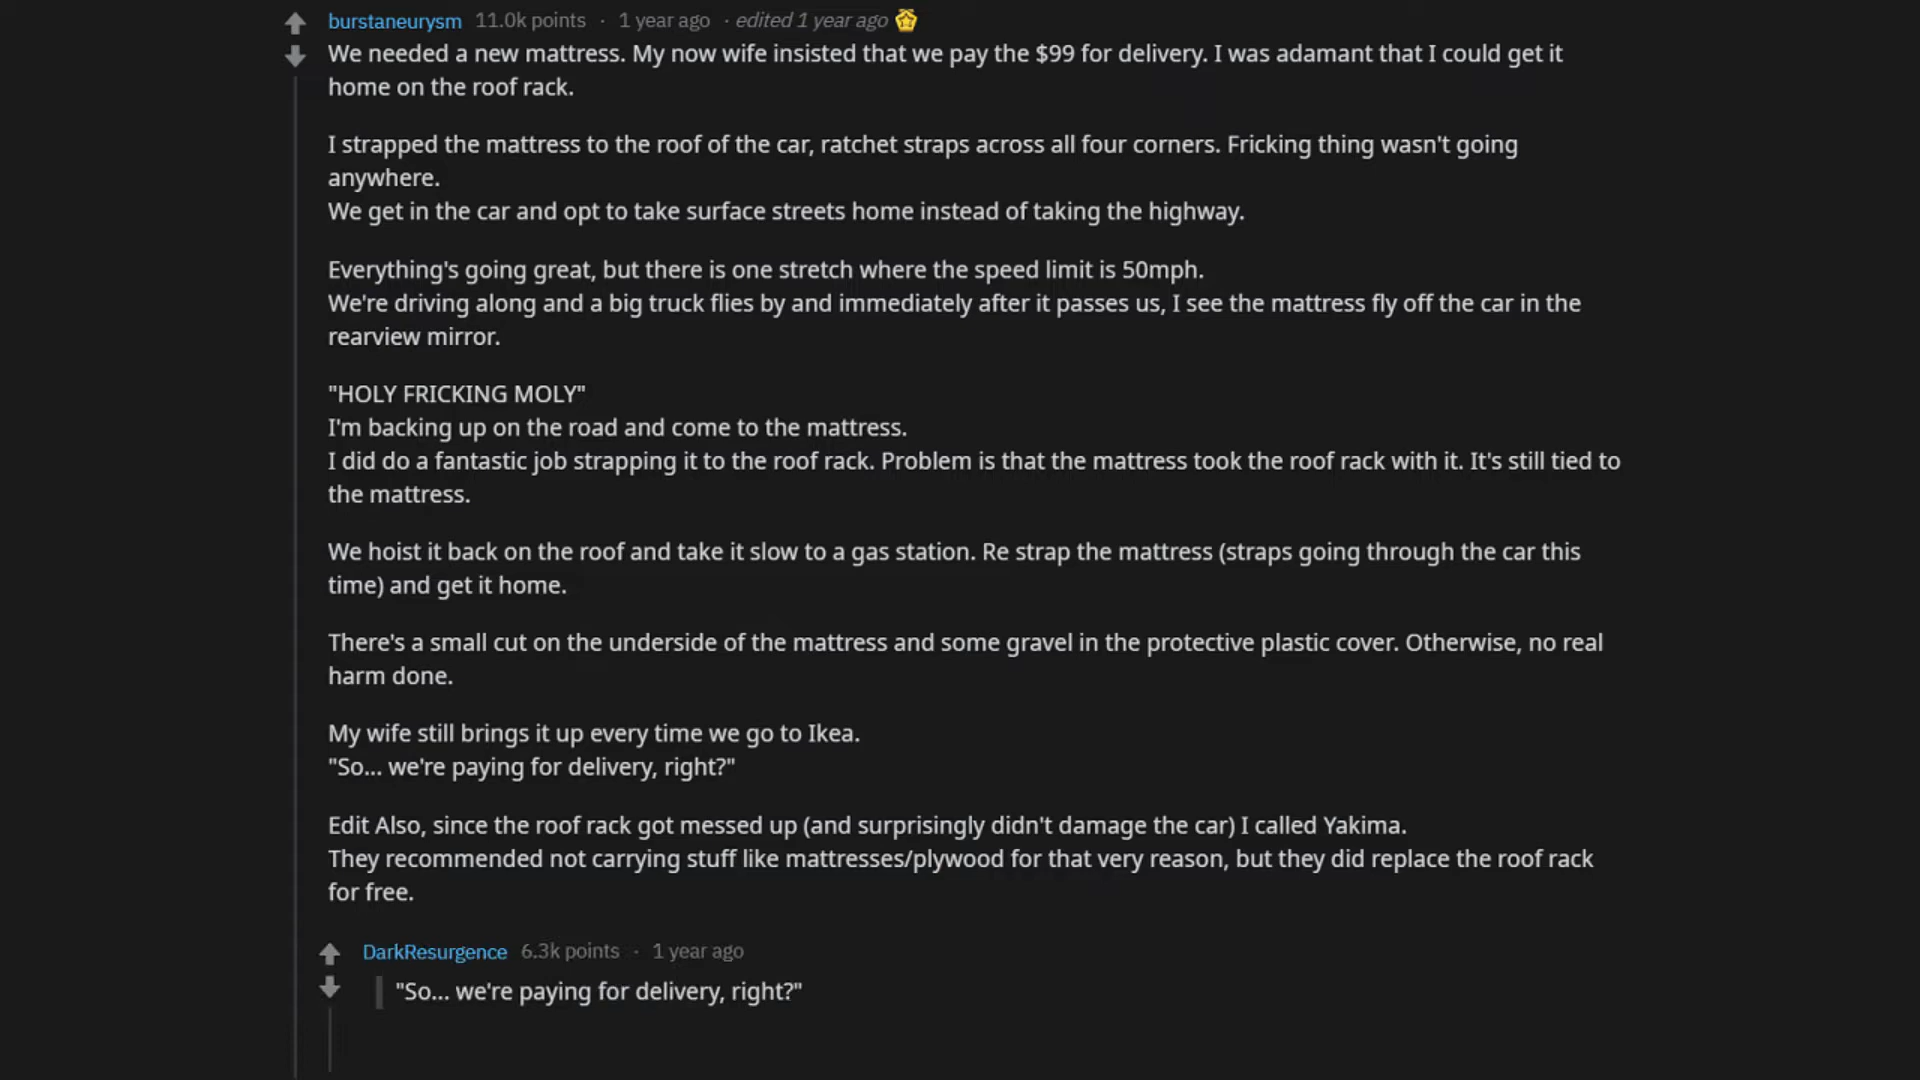 burstaneurysm 11.0k points · 1 year ago · edited 1 year ago
We needed a new mattress. My now wife insisted that we pay the $99 for delivery. I was adamant that I could get it
home on the roof rack.
I strapped the mattress to the roof of the car, ratchet straps across all four corners. Fricking thing wasn't going
anywhere.
We get in the car and opt to take surface streets home instead of taking the highway.
Everything's going great, but there is one stretch where the speed limit is 50mph.
We're driving along and a big truck flies by and immediately after it passes us, I see the mattress fly off the car in the
rearview mirror.
"HOLY FRICKING MOLY"
I'm backing up on the road and come to the mattress.
I did do a fantastic job strapping it to the roof rack. Problem is that the mattress took the roof rack with it. It's still tied to
the mattress.
We hoist it back on the roof and take it slow to a gas station. Re strap the mattress (straps going through the car this
time) and get it home.
There's a small cut on the underside of the mattress and some gravel in the protective plastic cover. Otherwise, no real
harm done.
My wife still brings it up every time we go to Ikea.
"So... we're paying for delivery, right?"
Edit Also, since the roof rack got messed up (and surprisingly didn't damage the car) I called Yakima.
They recommended not carrying stuff like mattresses/plywood for that very reason, but they did replace the roof rack
for free.
DarkResurgence 6.3k points · 1 year ago
"So... we're paying for delivery, right?"